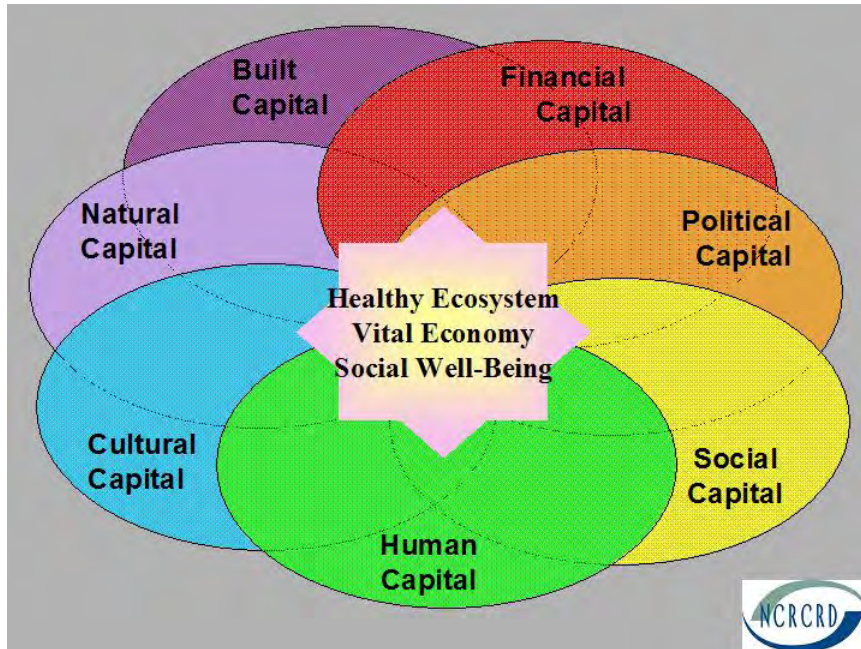 Built
Capital
Financial
Capital
Natural
Capital
Political
Capital
Healthy Ecosystem
Vital Economy
Social Well-Being
Cultural
Capital
Social
Capital
Human
Capital
NCRCRD